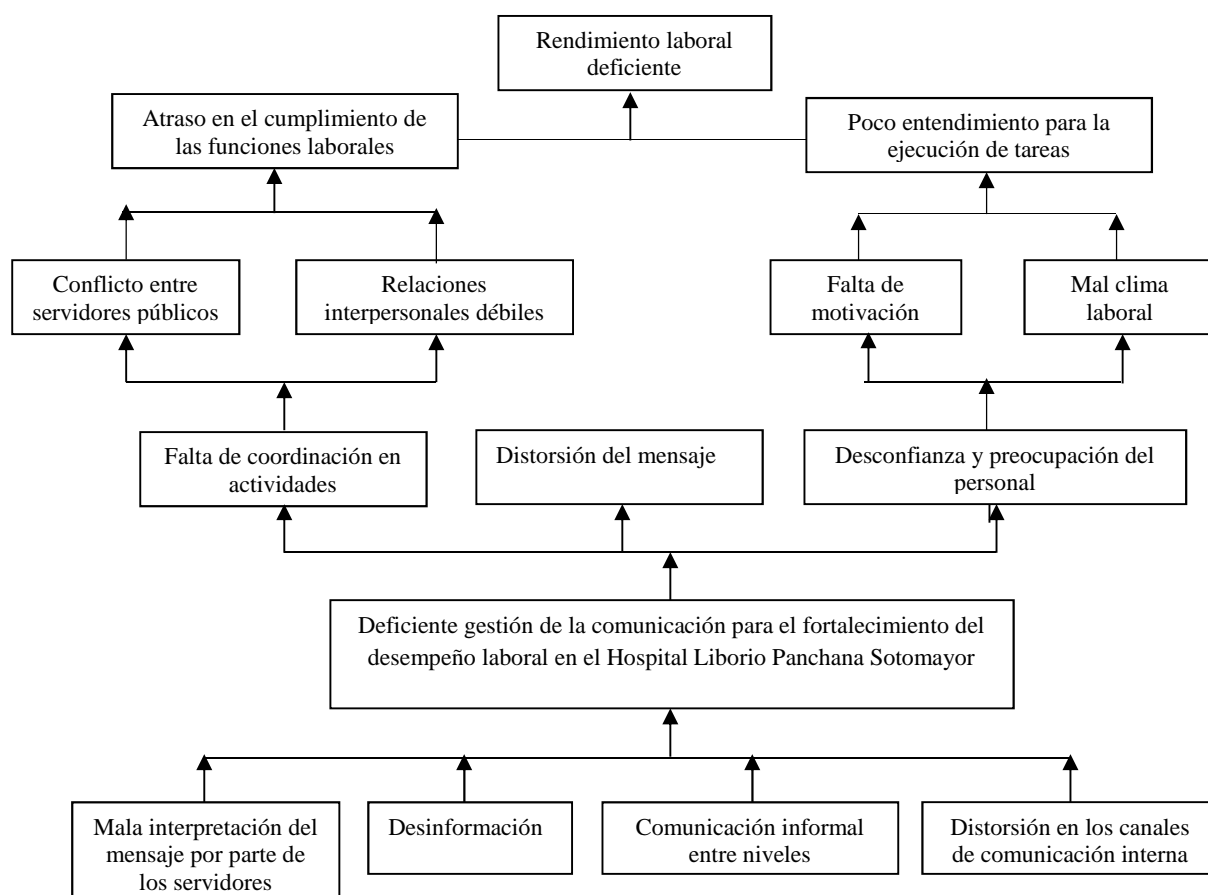 Rendimiento laboral
deficiente
Atraso en el cumplimiento de
las funciones laborales
Poco entendimiento para la
ejecución de tareas
Conflicto entre
servidores públicos
Relaciones
interpersonales débiles
Falta de
motivación
Mal clima
laboral
Falta de coordinación en
actividades
Distorsión del mensaje
Desconfianza y preocupación del
personal
Deficiente gestión de la comunicación para el fortalecimiento del
desempeño laboral en el Hospital Liborio Panchana Sotomayor
Mala interpretación del
mensaje por parte de
los servidores
Desinformación
Comunicación informal
entre niveles
Distorsión en los canales
de comunicación interna